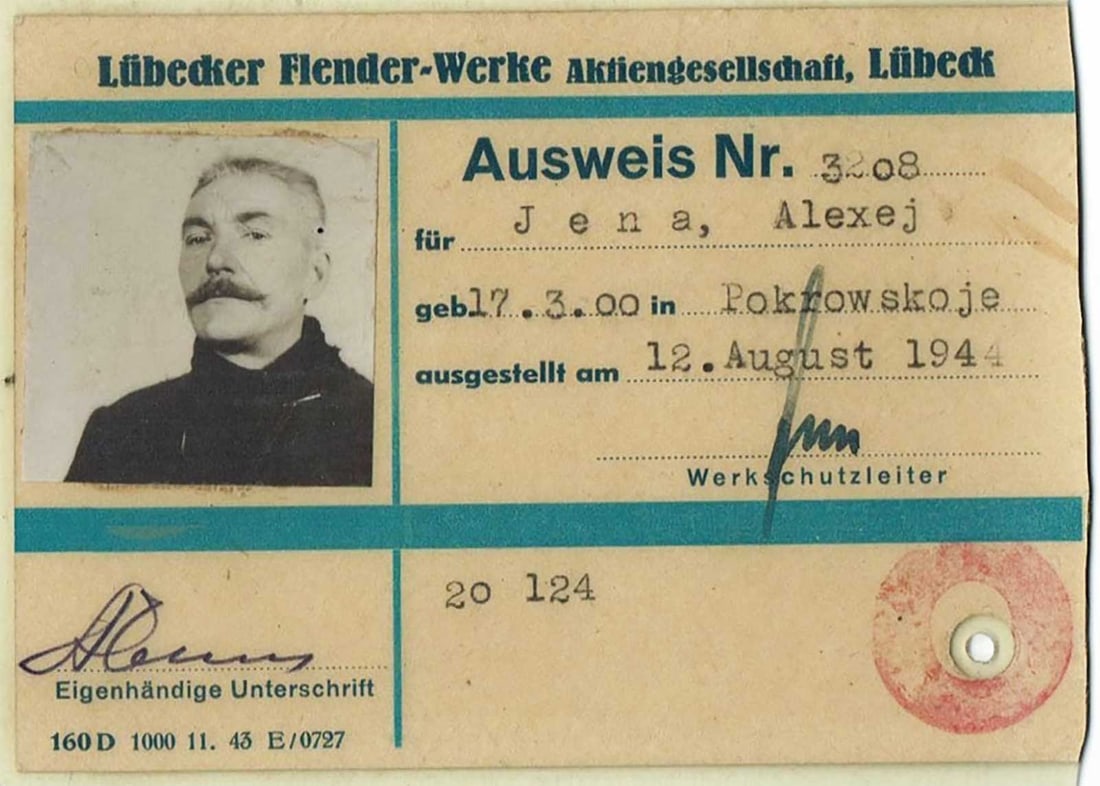 Lübecker Flender-Werke Aktiengesellschaft, Lübeck
Ausweis Nr. 3208
für Jena, Alexej
geb. 17.3.00 in Pokrowskoje
ausgestellt am 12.August 1944
Werkschutzleiter
20 124
Eigenhändige Unterschrift
160 D 1000 11. 43 E/0727